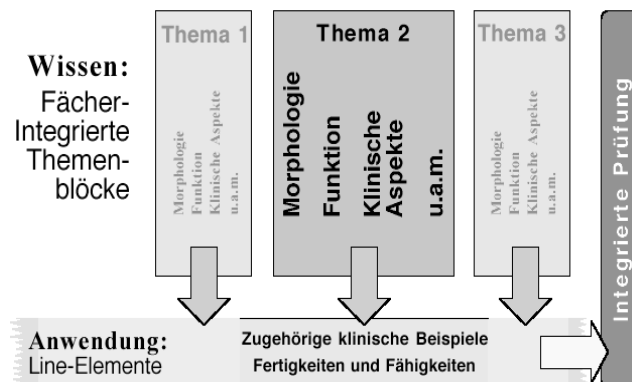 Wissen:
Fächer-
Integrierte
Themen-
blöcke
Thema 1
Morphologie
Funktion
Klinische Aspekte
u.a.m.
Thema 2
Morphologie
Funktion
Klinische
Aspekte
u.a.m.
Thema 3
Morphologie
Funktion
Klinische Aspekte
u.a.m.
Integrierte Prüfung
Anwendung:
Line-Elemente
Zugehörige klinische Beispiele
Fertigkeiten und Fähigkeiten